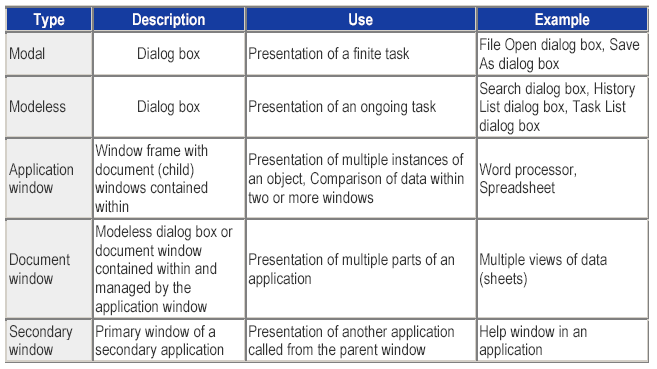 Type Description Use Example
Modal Dialog box Presentation of a finite task File Open dialog box, Save
As dialog box
Modeless Dialog box Presentation of an ongoing task Search dialog box, History
List dialog box, Task List
dialog box
Application
window
Window frame with
document (child)
windows contained
within
Presentation of multiple instances of
an object, Comparison of data within
two or more windows
Word processor,
Spreadsheet
Document
window
Modeless dialog box or
document window
contained within and
managed by the
application window
Presentation of multiple parts of an
application
Multiple views of data
(sheets)
Secondary
window
Primary window of a
secondary application
Presentation of another application
called from the parent window
Help window in an
application